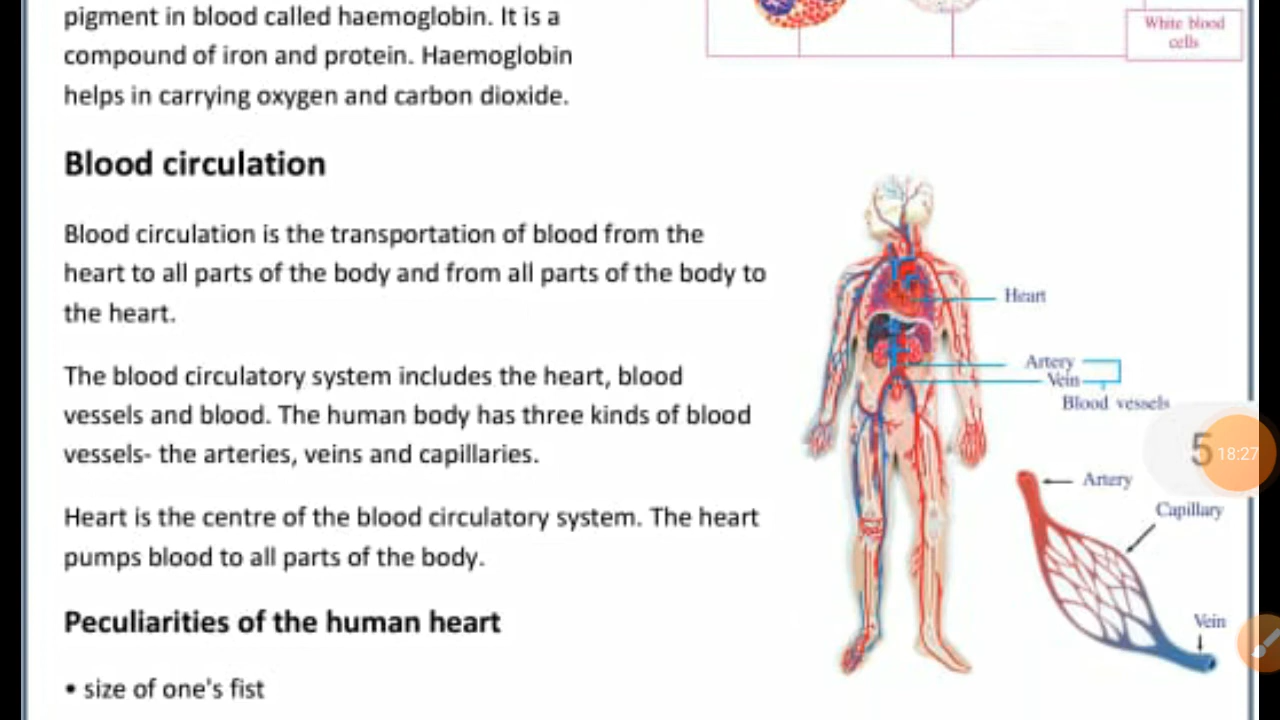 pigment in blood called haemoglobin. It is a
compound of iron and protein. Haemoglobin
helps in carrying oxygen and carbon dioxide.
White blood
cells
Blood circulation
Blood circulation is the transportation of blood from the
heart to all parts of the body and from all parts of the body to
the heart.
The blood circulatory system includes the heart, blood
vessels and blood. The human body has three kinds of blood
vessels- the arteries, veins and capillaries.
Heart is the centre of the blood circulatory system. The heart
pumps blood to all parts of the body.
Heart
Artery
Vein
Blood vessels
5
18:27
Artery
Capillary
Vein
Peculiarities of the human heart
• size of one's fist